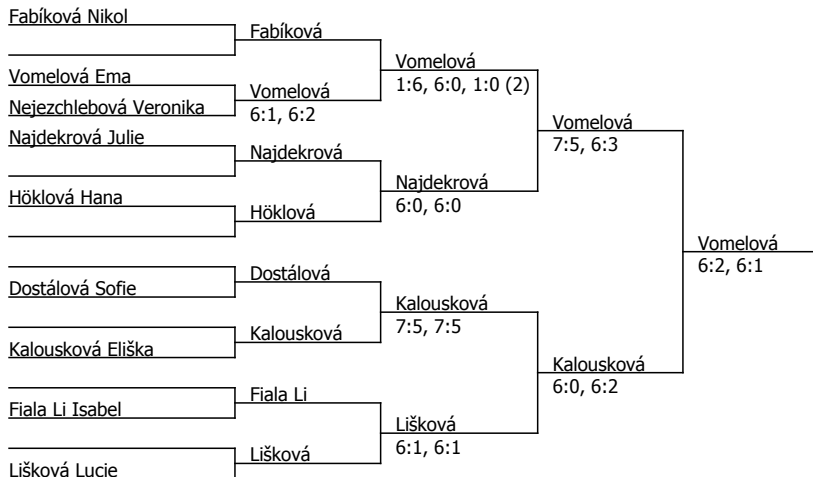 Fabíková Nikol
Vomelová Ema
Nejezchlebová Veronika
Najdekrová Julie
Höklová Hana
Dostálová Sofie
Kalousková Eliška
Fiala Li Isabel
Lišková Lucie
Fabíková
Vomelová
6:1, 6:2
Najdekrová
Höklová
Dostálová
Kalousková
Fiala Li
Lišková
Vomelová
1:6, 6:0, 1:0 (2)
Najdekrová
6:0, 6:0
Kalousková
7:5, 7:5
Lišková
6:1, 6:1
Vomelová
7:5, 6:3
Kalousková
6:0, 6:2
Vomelová
6:2, 6:1